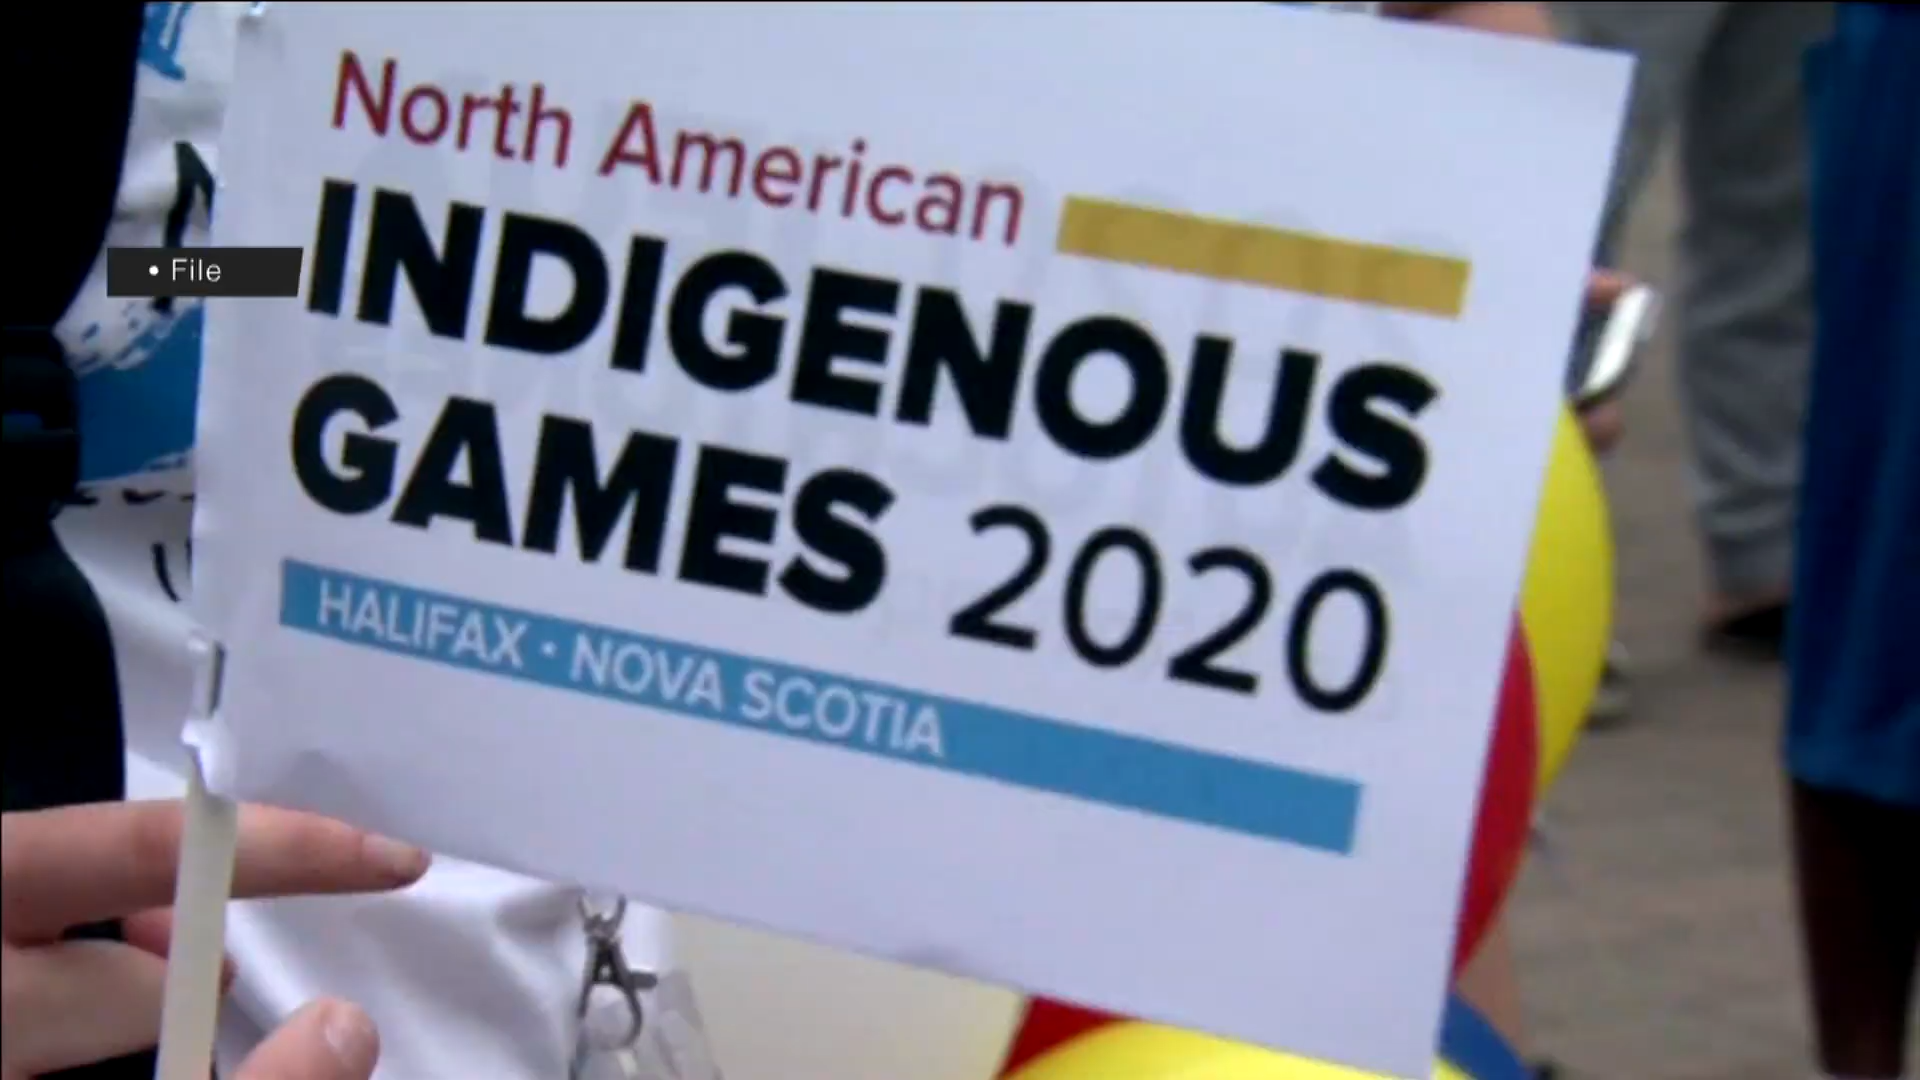 North American
INDIGENOUS
GAMES 2020
HALIFAX • NOVA SCOTIA
• File